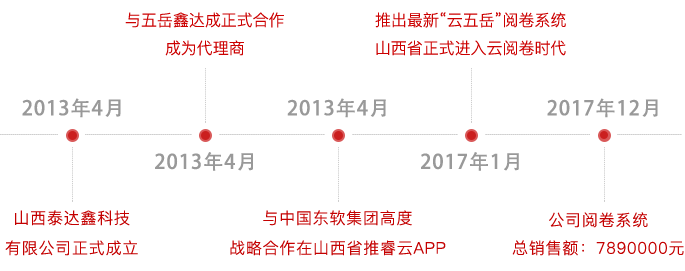 与五岳鑫达成正式合作
成为代理商
推出最新“云五岳”阅卷系统
山西省正式进入云阅卷时代
2013年4月
2013年4月
2017年12月
2013年4月
2017年1月
山西泰达鑫科技
有限公司正式成立
与中国东软集团高度
战略合作在山西省推睿云APP
公司阅卷系统
总销售额：7890000元